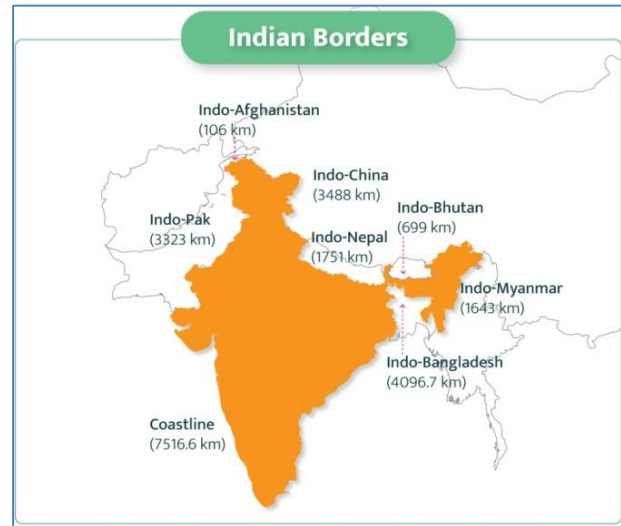 Indian Borders
Indo-Afghanistan
(106 km)
Indo-China
(3488 km)
Indo-Bhutan
(699 km)
Indo-Pak
(3323 km)
Indo-Nepal
(1751 km)
Indo-Myanmar
(1643 km)
Indo-Bangladesh
(4096.7 km)
Coastline
(7516.6 km)